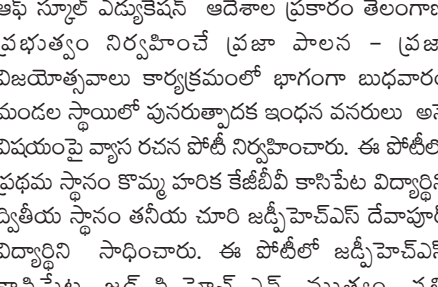 ఆఫ్ స్కూల్ ఎడ్యుకేషన్ ఆదేశాల ప్రకారం తెలంగాణ
ప్రభుత్వం నిర్వహించే ప్రజా పాలన – ప్రజా
విజయోత్సవాలు కార్యక్రమంలో భాగంగా బుధవారం
మండల స్థాయిలో పునరుత్పాదక ఇంధన వనరులు అనే
విషయంపై వ్యాస రచన పోటీ నిర్వహించారు. ఈ పోటీలో
ప్రథమ స్థానం కొమ్మ హరిక కేజీబీవీ కాసిపేట విద్యార్థిని
ద్వితీయ స్థానం తనీయ చూరి జడ్పీహెచ్ఎస్ దేవాపూర్
విద్యార్థిని సాధించారు. ఈ పోటీలో జడ్పీహెచ్ఎస్